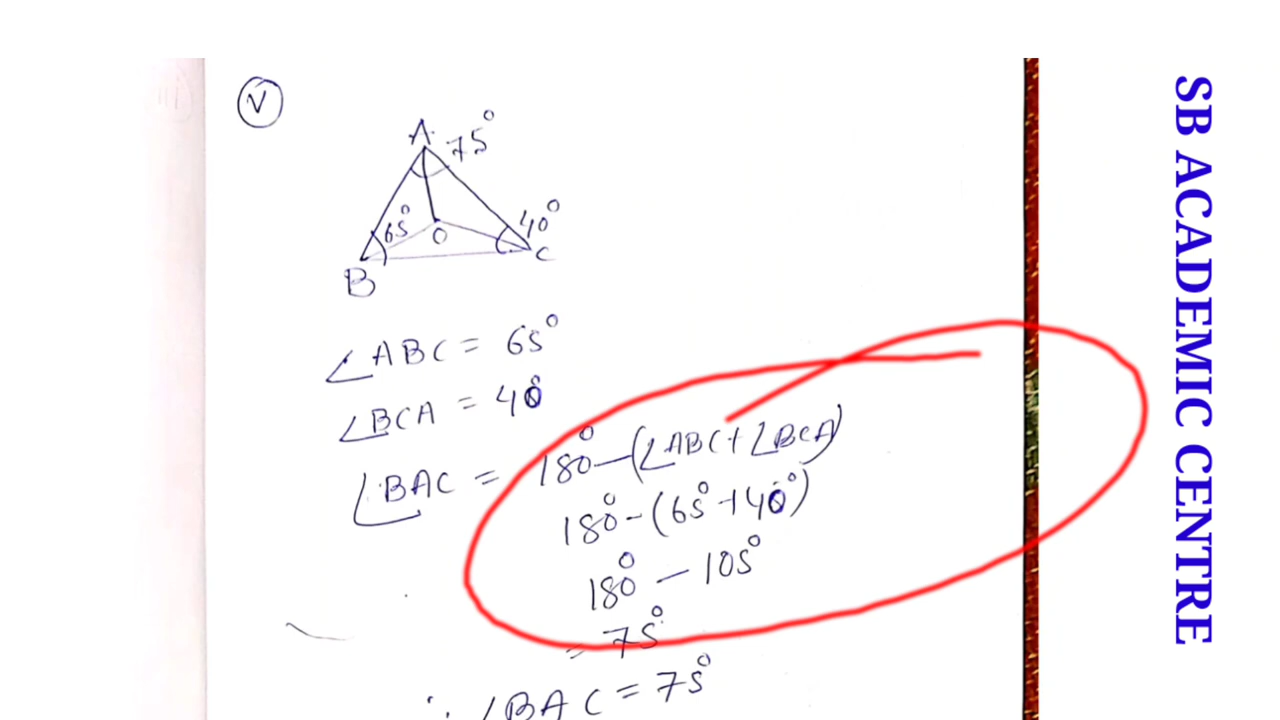 V
A
75°
65°
40°
O
B
C
∠ABC = 65°
∠BCA = 40°
∠BAC = 180° — (∠ABC + ∠BCA)
180° - (65° + 40°)
180° — 105°
= 75°
∴ ∠BAC = 75°
SB ACADEMIC CENTRE